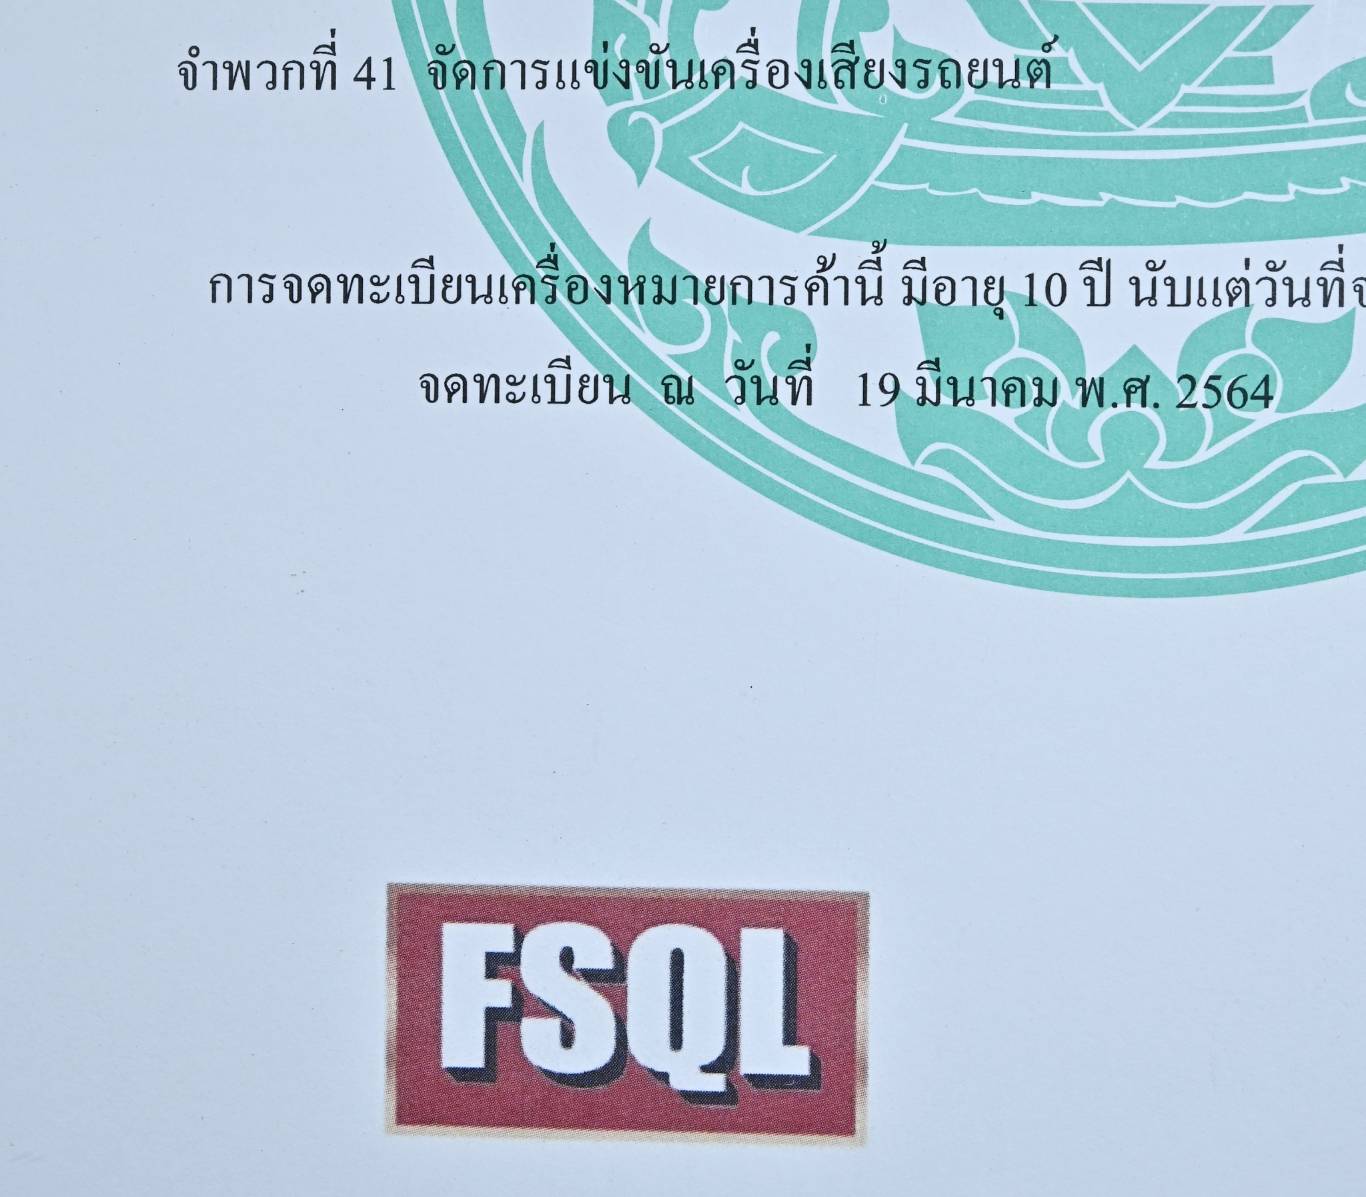 จำพวกที่ 41 จัดการแข่งขันเครื่องเสียงรถยนต์
การจดทะเบียนเครื่องหมายการค้านี้ มีอายุ 10 ปี นับแต่วันที่
จดทะเบียน ณ วันที่ 19 มีนาคม พ.ศ. 2564
FSQL